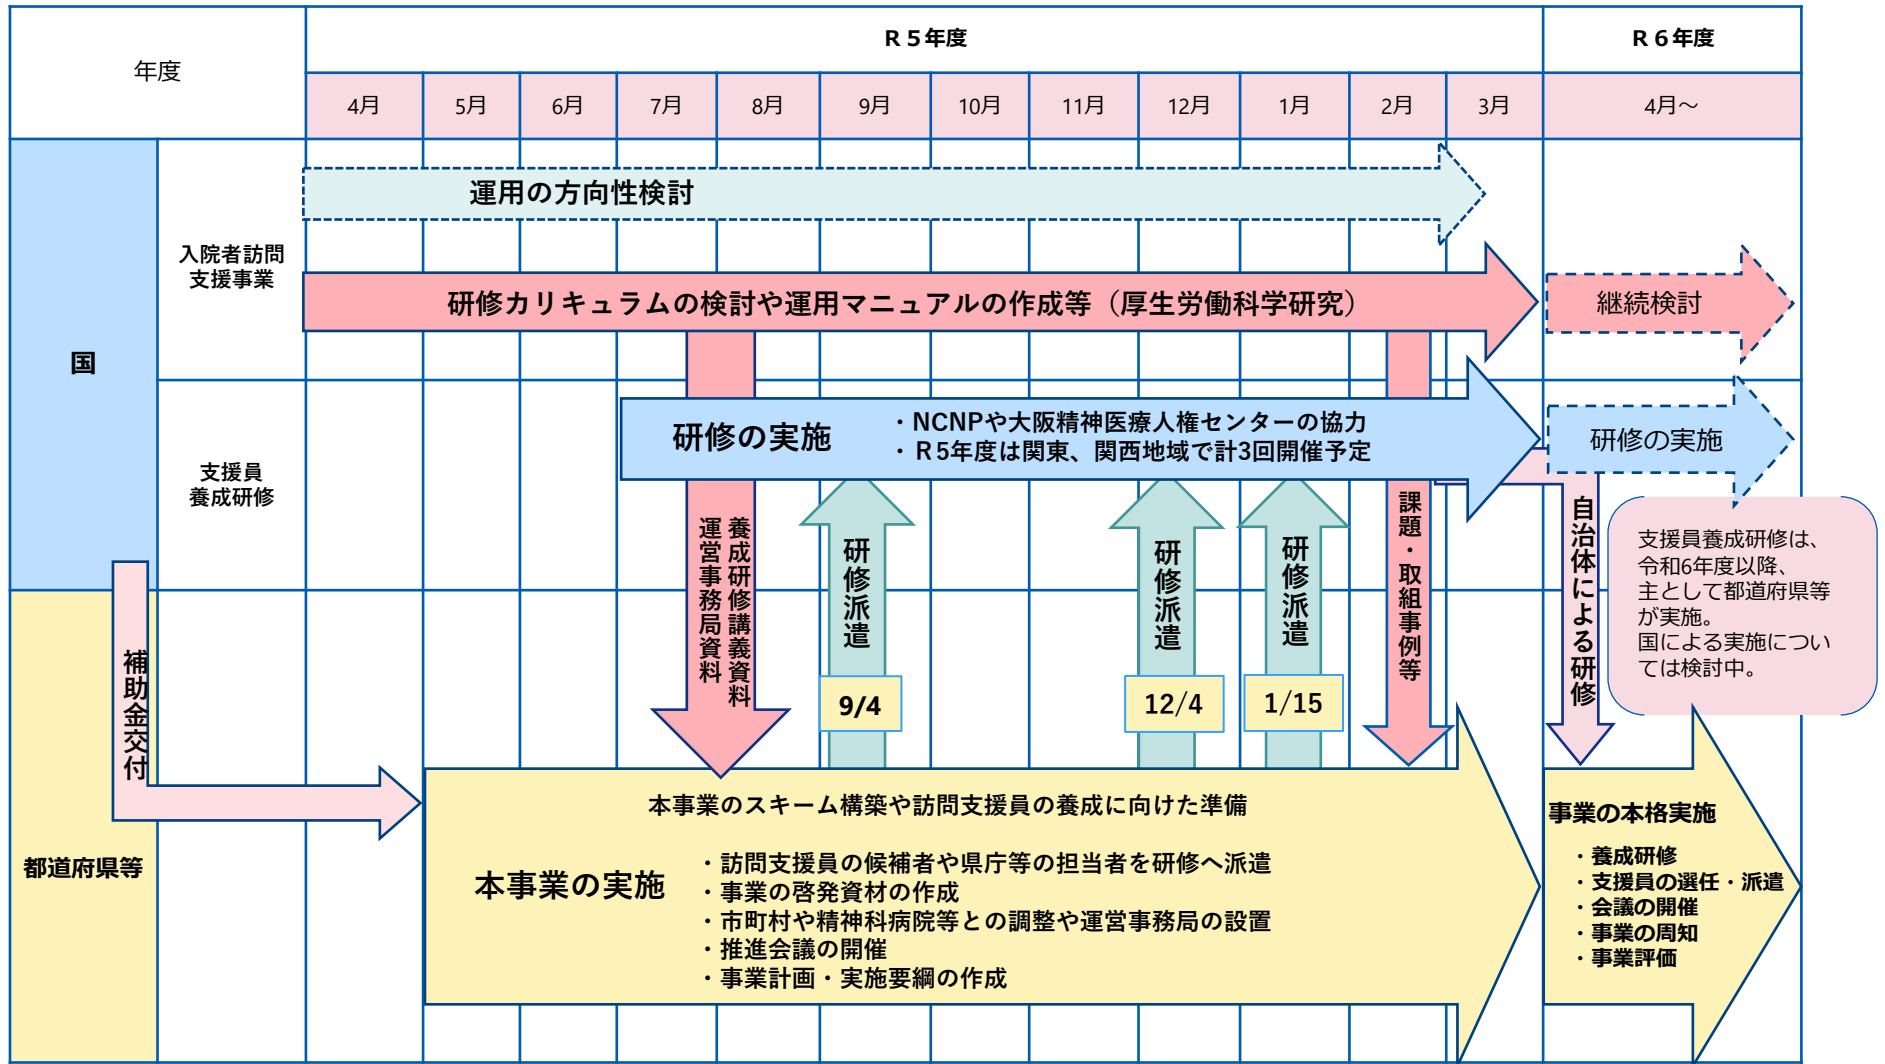 年度
R５年度
R６年度
4月
5月
6月
7月
8月
9月
10月
11月
12月
1月
2月
3月
4月～
国
入院者訪問
支援事業
運用の方向性検討
研修カリキュラムの検討や運用マニュアルの作成等（厚生労働科学研究）
継続検討
支援員
養成研修
研修の実施
・NCNPや大阪精神医療人権センターの協力
・R5年度は関東、関西地域で計3回開催予定
研修の実施
養成研修講義資料
運営事務局資料
研修派遣
9/4
研修派遣
12/4
研修派遣
1/15
課題・取組事例等
自治体による研修
支援員養成研修は、
令和6年度以降、
主として都道府県等
が実施。
国による実施につい
ては検討中。
補助金交付
都道府県等
本事業のスキーム構築や訪問支援員の養成に向けた準備
本事業の実施
・訪問支援員の候補者や県庁等の担当者を研修へ派遣
・事業の啓発資材の作成
・市町村や精神科病院等との調整や運営事務局の設置
・推進会議の開催
・事業計画・実施要綱の作成
事業の本格実施
・養成研修
・支援員の選任・派遣
・会議の開催
・事業の周知
・事業評価